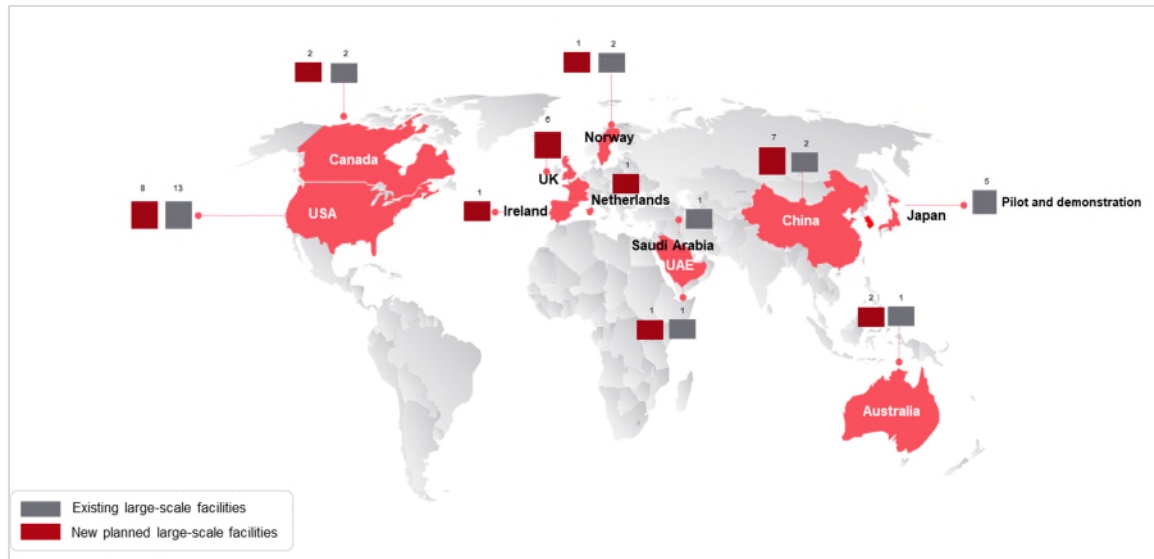 2 2
1 2
6
Norway
Canada
7 2
1
UK
Netherlands
8 13
1
Ireland
USA
1
China
5
Pilot and demonstration
Japan
Saudi Arabia
UAE
1 1
2 1
Australia
Existing large-scale facilities
New planned large-scale facilities